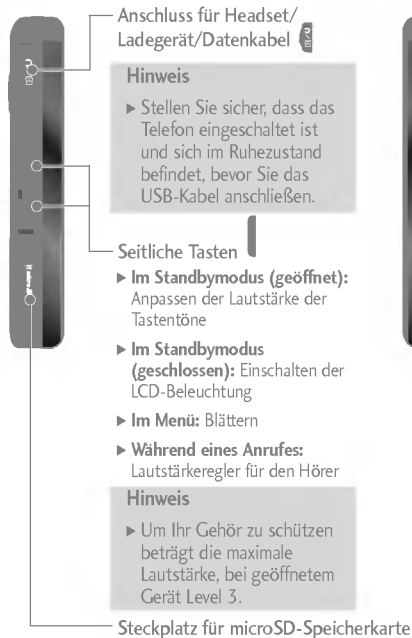 Anschluss für Headset/
Ladegerät/Datenkabel
Hinweis
▶ Stellen Sie sicher, dass das
Telefon eingeschaltet ist
und sich im Ruhezustand
befindet, bevor Sie das
USB-Kabel anschließen.
Seitliche Tasten
▶ Im Standbymodus (geöffnet):
Anpassen der Lautstärke der
Tastentöne
▶ Im Standbymodus
(geschlossen): Einschalten der
LCD-Beleuchtung
▶ Im Menü: Blättern
▶ Während eines Anrufes:
Lautstärkeregler für den Hörer
Hinweis
▶ Um Ihr Gehör zu schützen
beträgt die maximale
Lautstärke, bei geöffnetem
Gerät Level 3.
Steckplatz für microSD-Speicherkarte